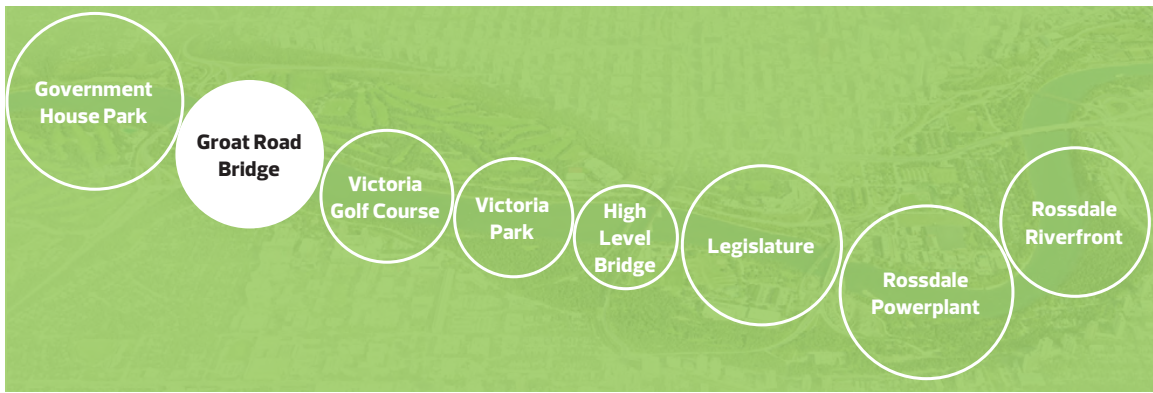 Government
House Park
Groat Road
Bridge
Victoria
Golf Course
Victoria
Park
High
Level
Bridge
Legislature
Rossdale
Powerplant
Rossdale
Riverfront